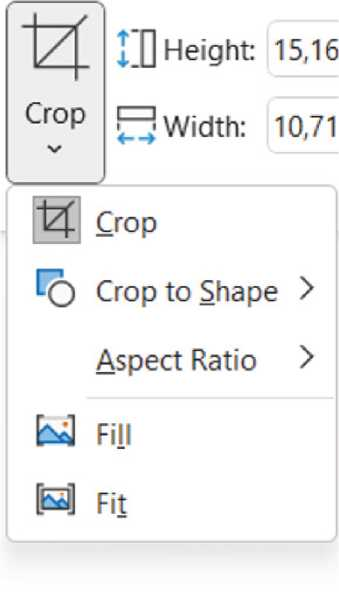 Crop
Height: 15,16
Width: 10,71
Crop
Crop to Shape
Aspect Ratio
Fill
Fit